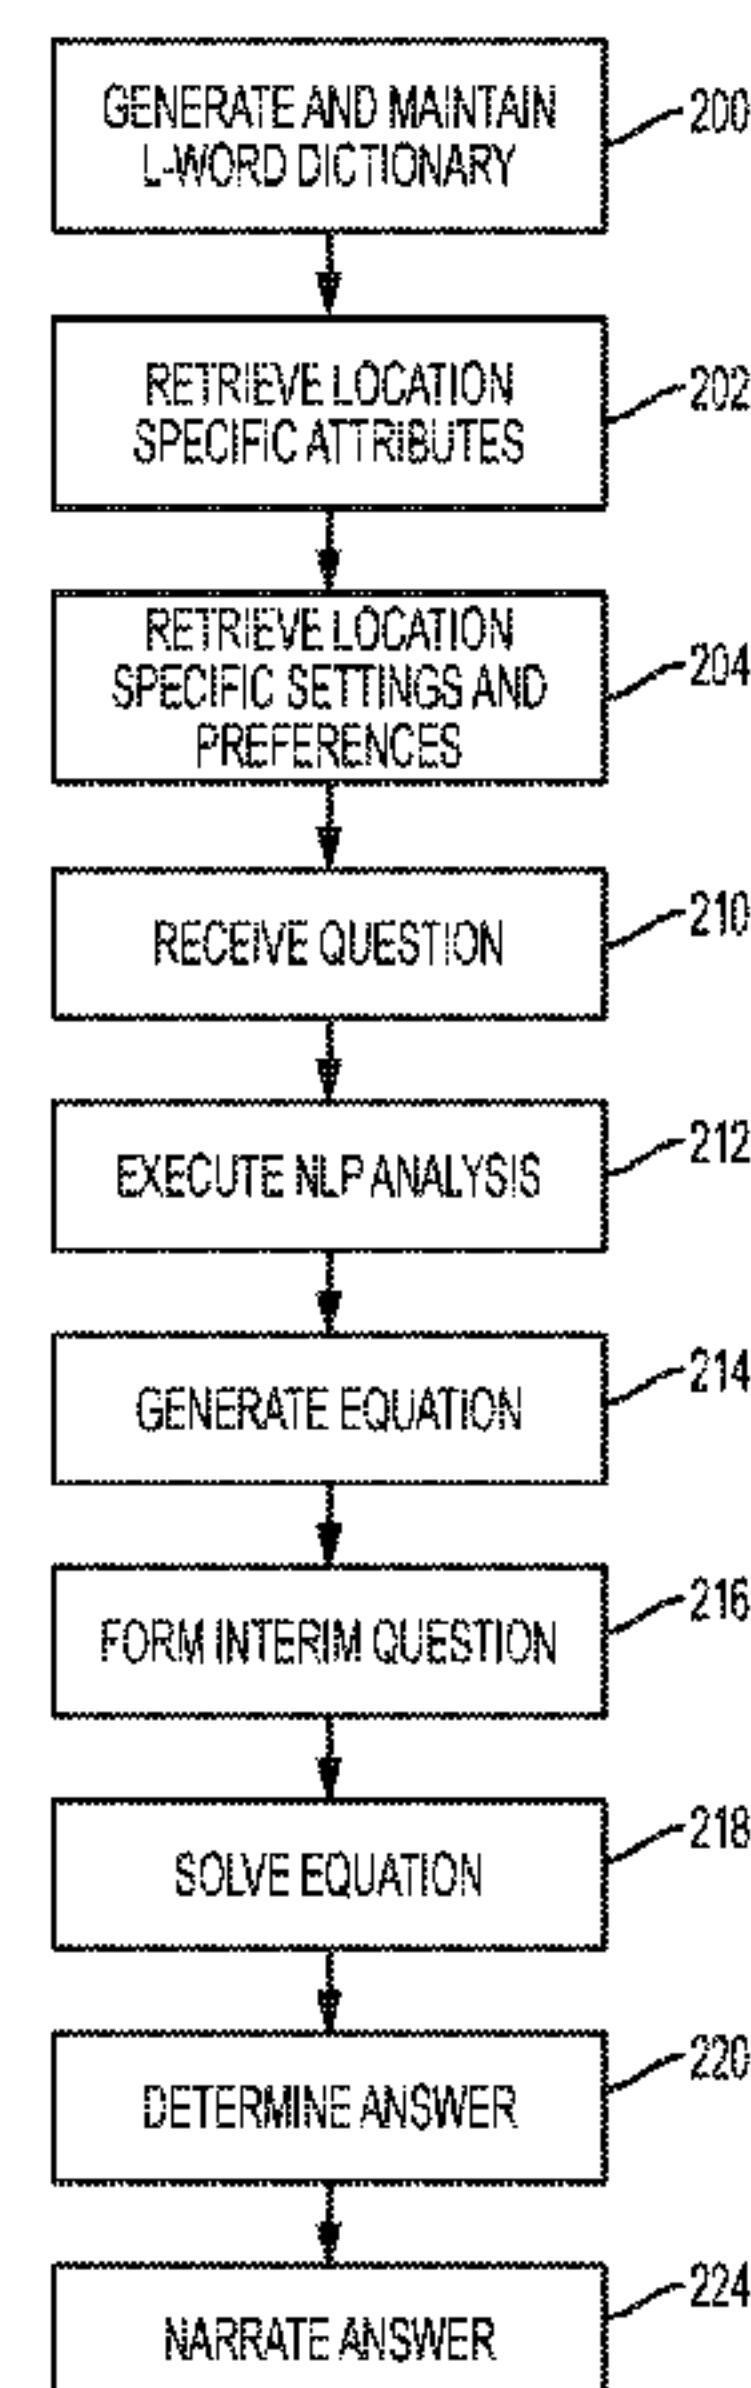 GENERATE AND MAINTAIN
L-WORD DICTIONARY
200
RETRIEVE LOCATION
SPECIFIC ATTRIBUTES
202
RETRIEVE LOCATION
SPECIFIC SETTINGS AND
PREFERENCES
204
RECEIVE QUESTION
210
EXECUTE NLP ANALYSIS
212
GENERATE EQUATION
214
FORM INTERIM QUESTION
216
SOLVE EQUATION
218
DETERMINE ANSWER
220
NARRATE ANSWER
224